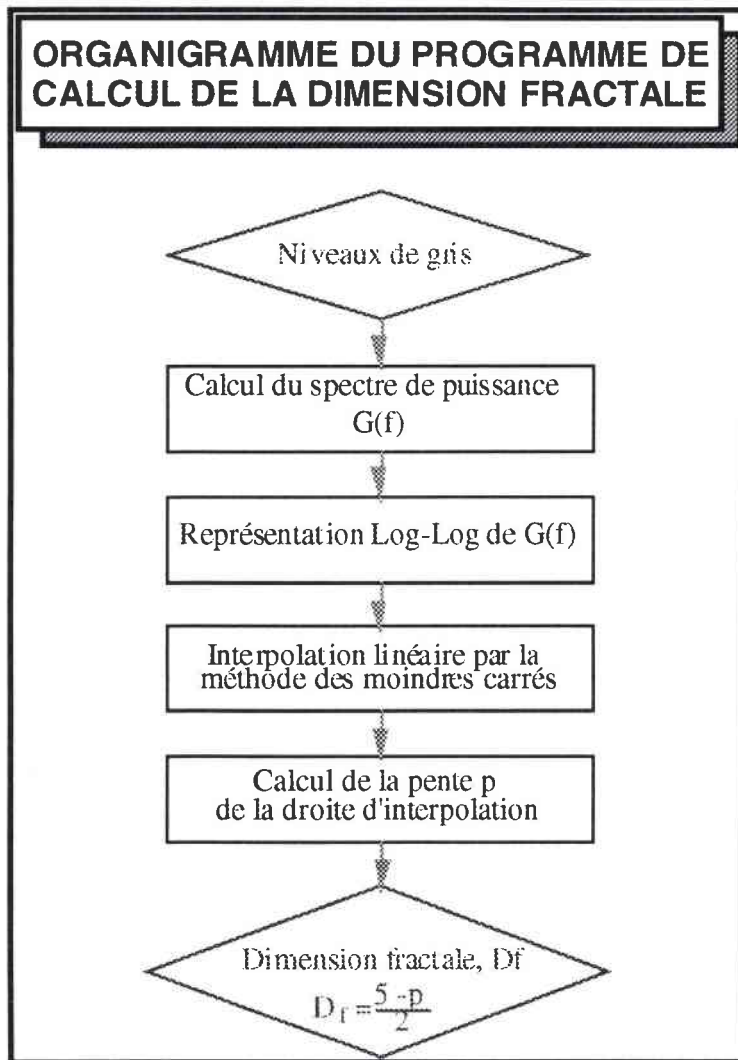 ORGANIGRAMME DU PROGRAMME DE
CALCUL DE LA DIMENSION FRACTALE
Niveaux de gris
Calcul du spectre de puissance
G(f)
Représentation Log-Log de G(f)
Interpolation linéaire par la
méthode des moindres carrés
Calcul de la pente p
de la droite d'interpolation
Dimension fractale, Df
D_f = (5-p)/2